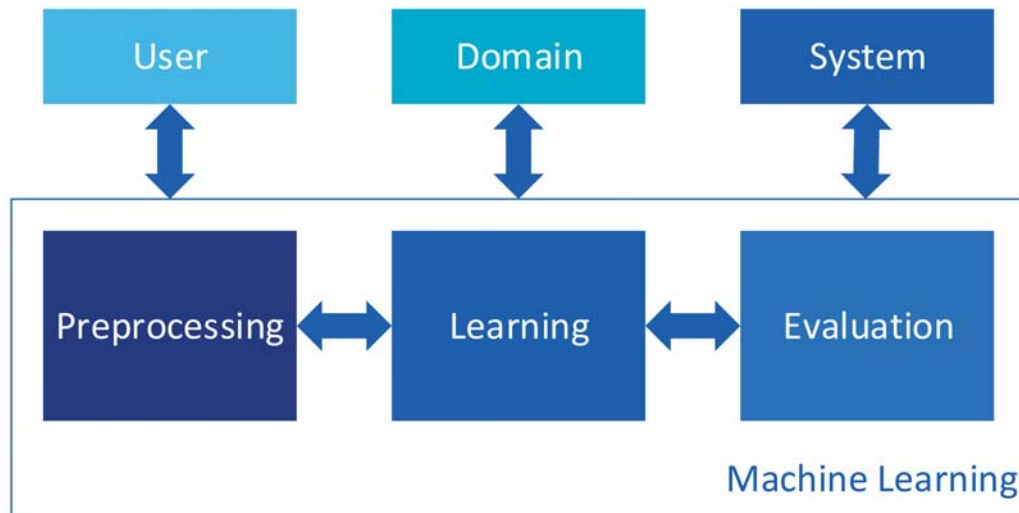 User
Domain
System
Preprocessing
Learning
Evaluation
Machine Learning